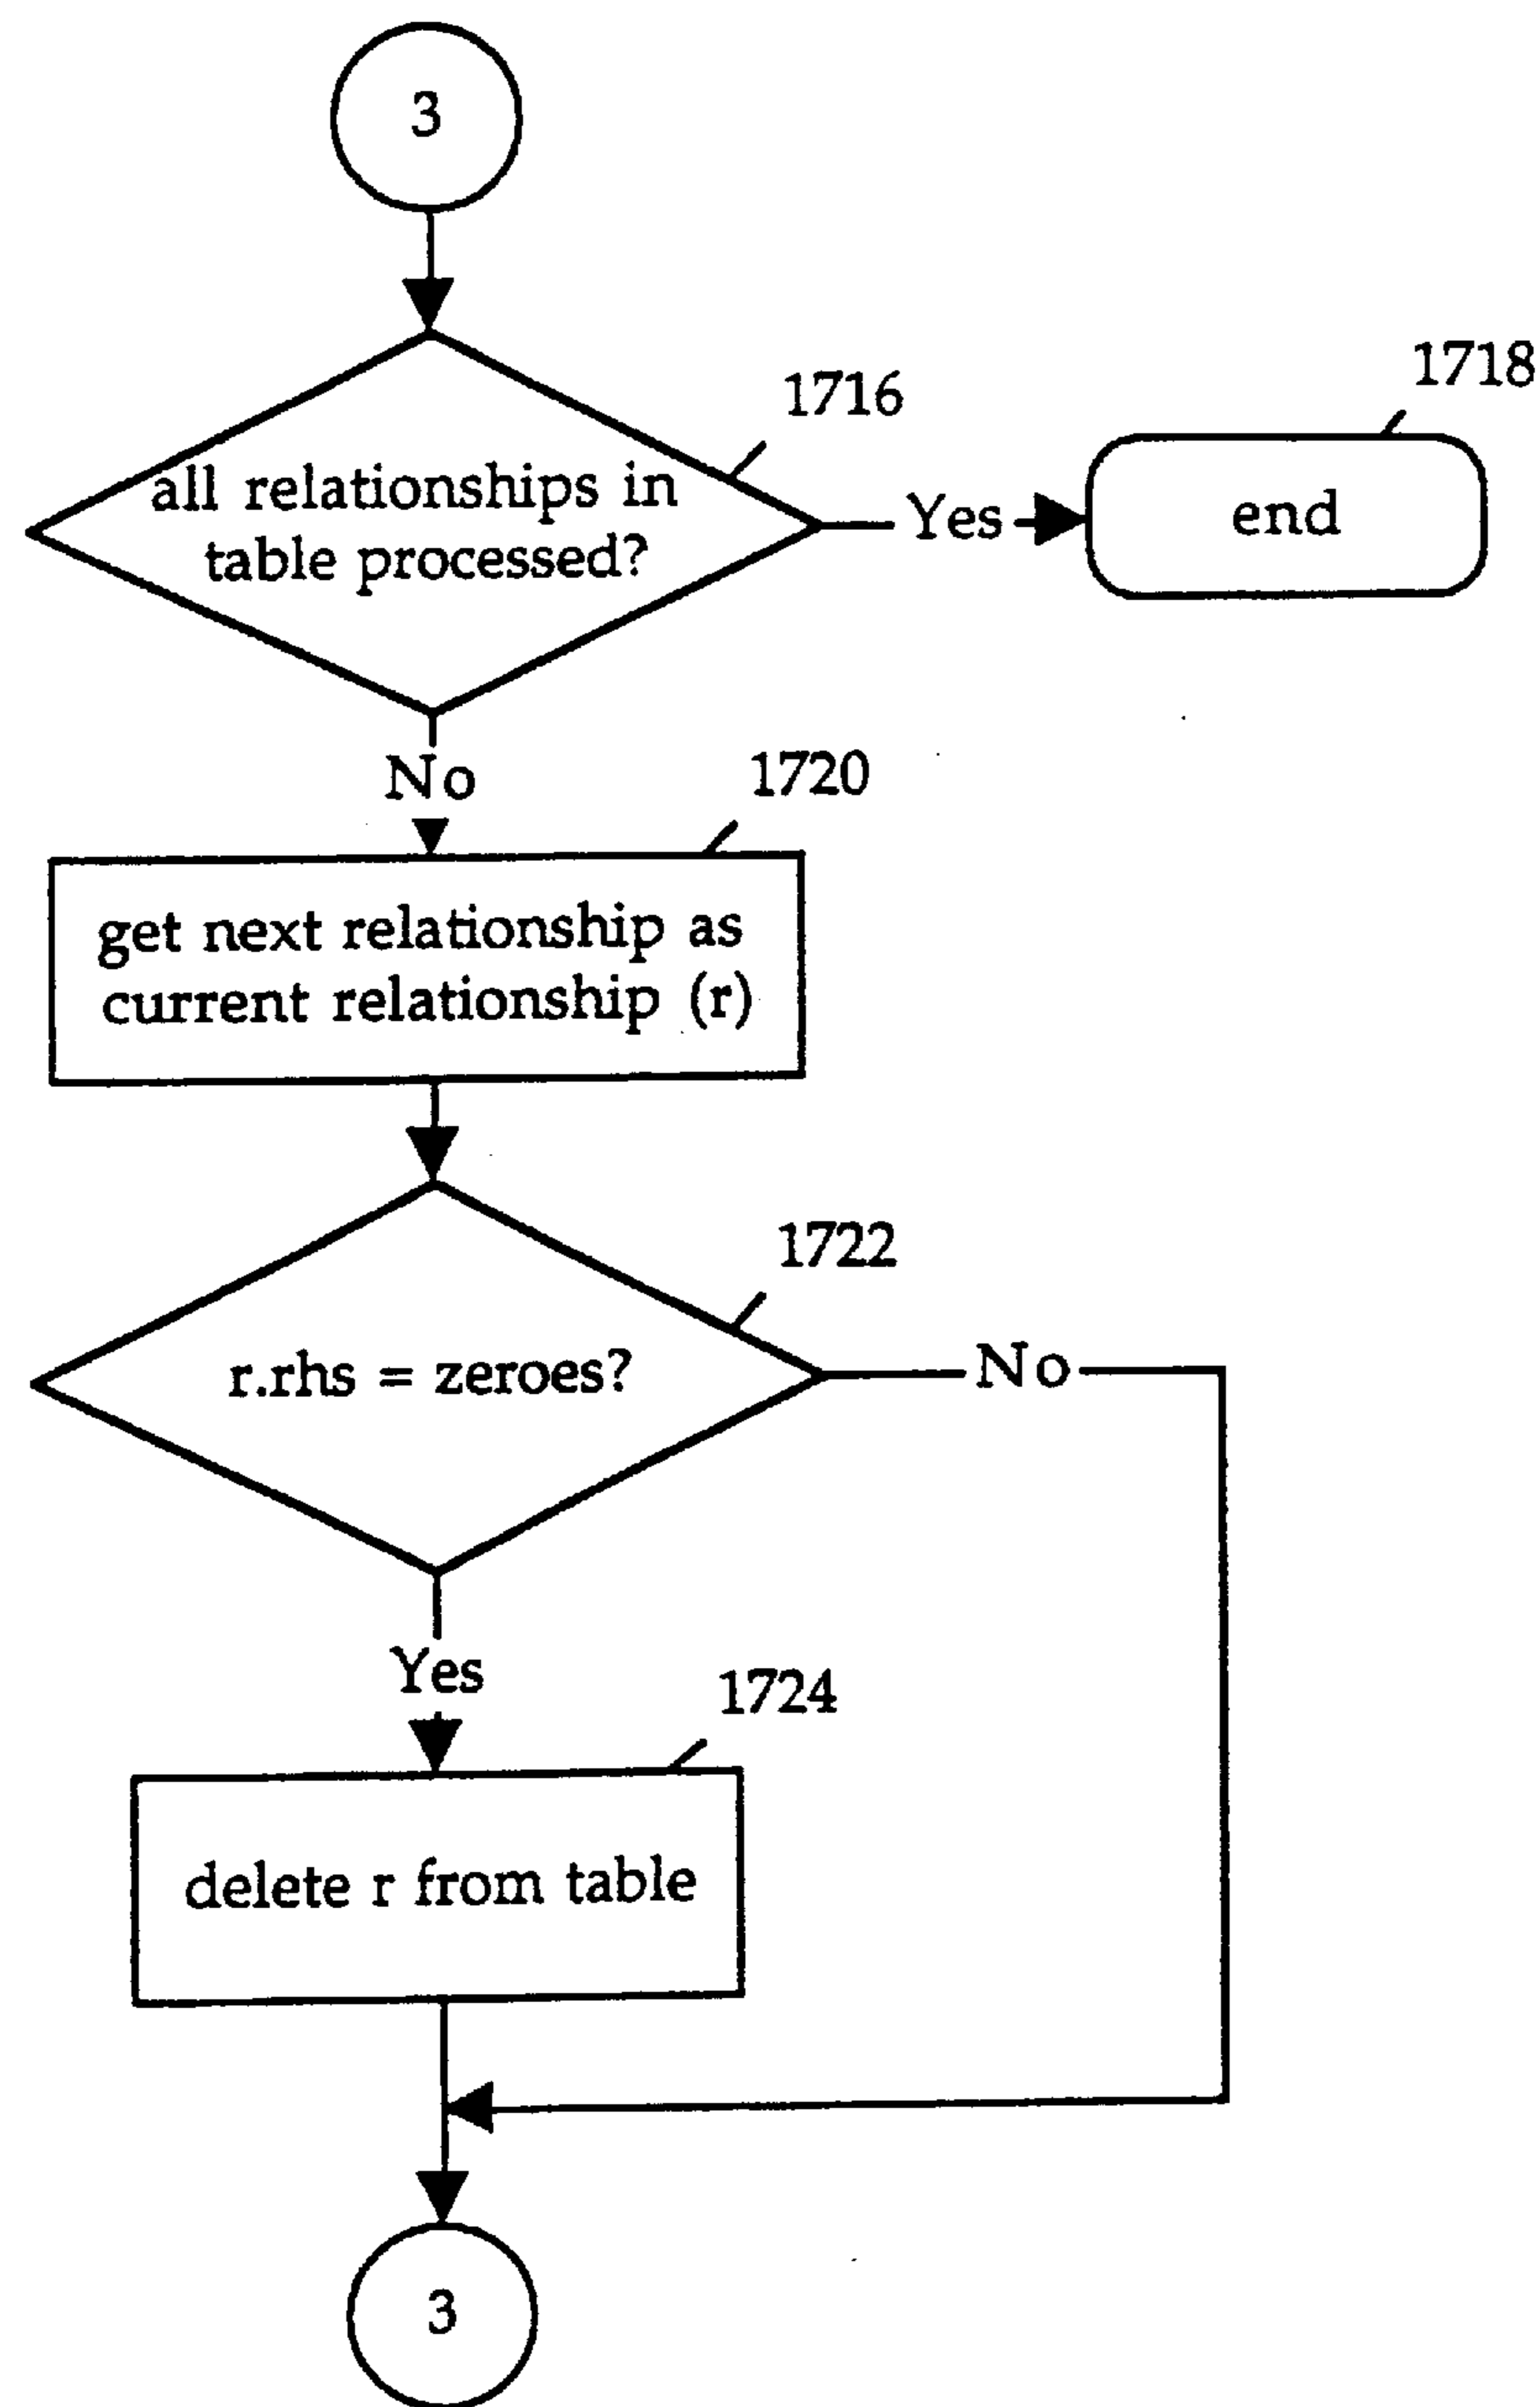 3
1716
1718
all relationships in
table processed?
Yes
end
No
1720
get next relationship as
current relationship (r)
1722
r.rhs = zeroes?
No
Yes
1724
delete r from table
3